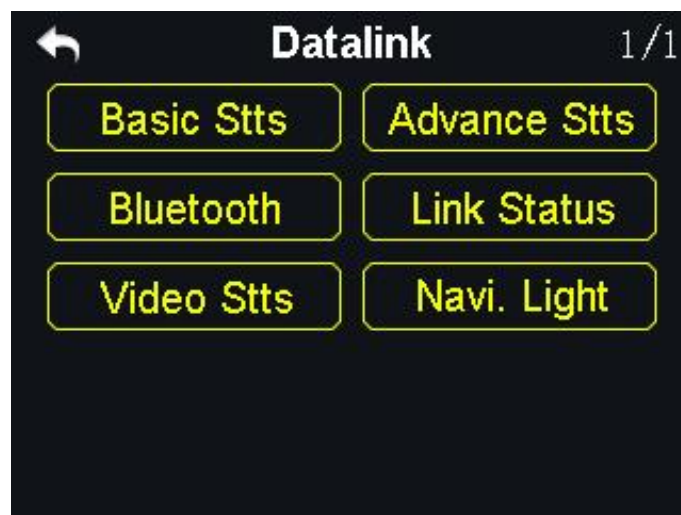 Datalink 1/1
Basic Stts Advance Stts
Bluetooth Link Status
Video Stts Navi. Light